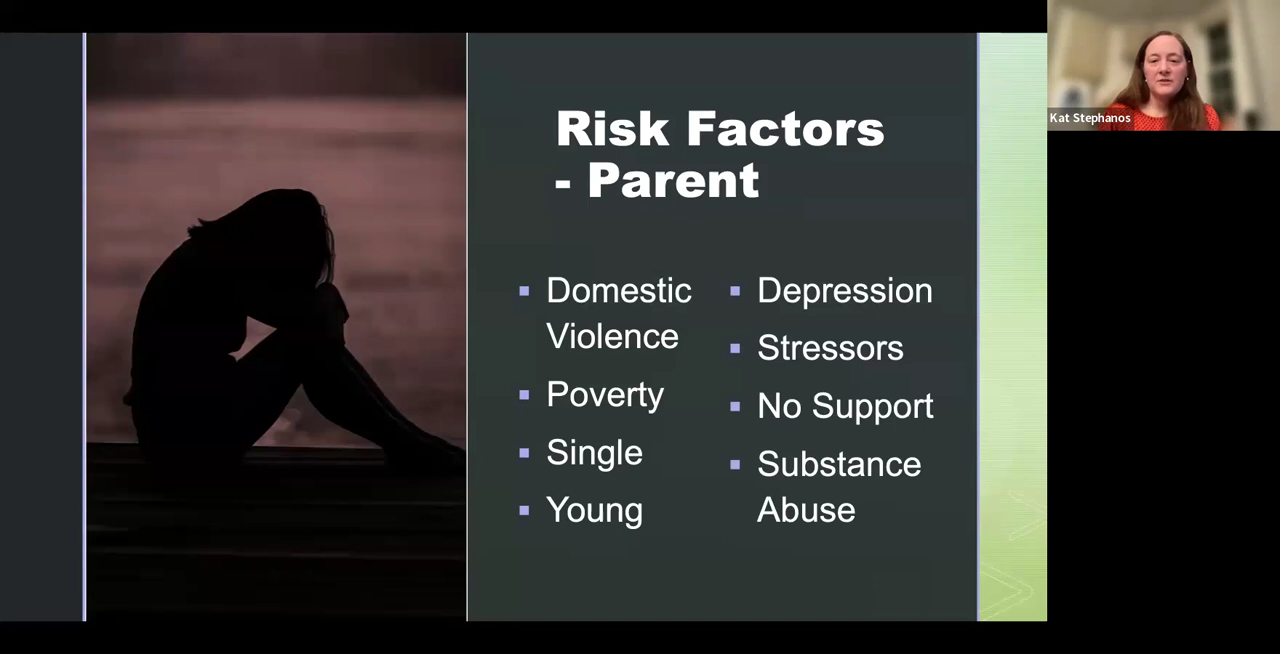 Risk Factors
- Parent
Domestic
Violence
Poverty
Single
Young
Depression
Stressors
No Support
Substance
Abuse
Kat Stephanos